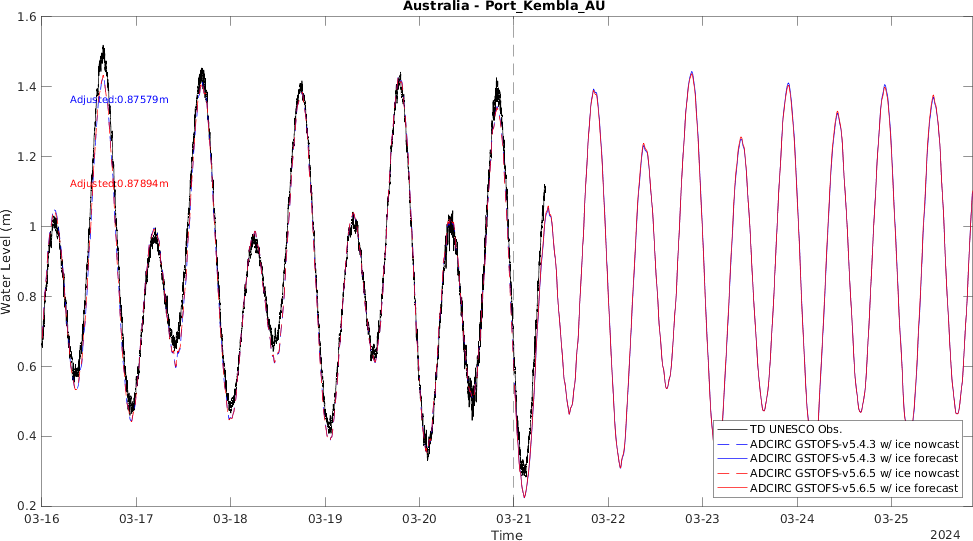 Australia - Port_Kembla_AU
1.6
1.4
1.2
1
0.8
0.6
0.4
0.2
Water Level (m)
Adjusted:0.87579m
Adjusted:0.87894m
TD UNESCO Obs.
ADCIRC GSTOFS-v5.4.3 w/ ice nowcast
ADCIRC GSTOFS-v5.4.3 w/ ice forecast
ADCIRC GSTOFS-v5.6.5 w/ ice nowcast
ADCIRC GSTOFS-v5.6.5 w/ ice forecast
03-16 03-17 03-18 03-19 03-20 03-21 03-22 03-23 03-24 03-25
Time
2024